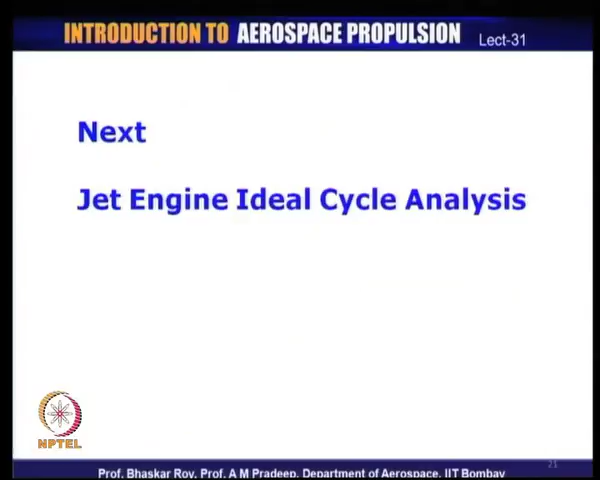 INTRODUCTION TO AEROSPACE PROPULSION Lect-31
Next
Jet Engine Ideal Cycle Analysis
NPTEL
21
Prof. Bhaskar Roy, Prof. A M Pradeep, Department of Aerospace, IIT Bombay